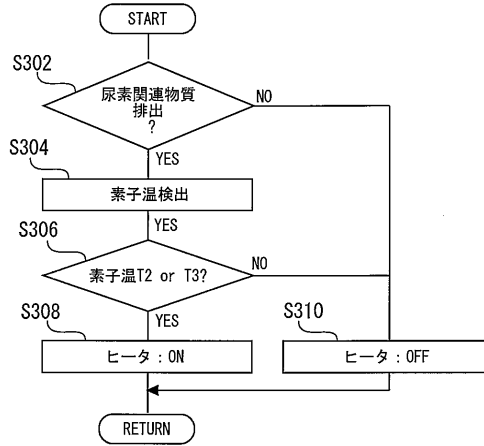 START
S302
尿素関連物質
排出
?
NO
YES
S304
素子温検出
YES
S306
素子温T2 or T3?
NO
YES
S308
ヒータ:ON
S310
ヒータ:OFF
RETURN